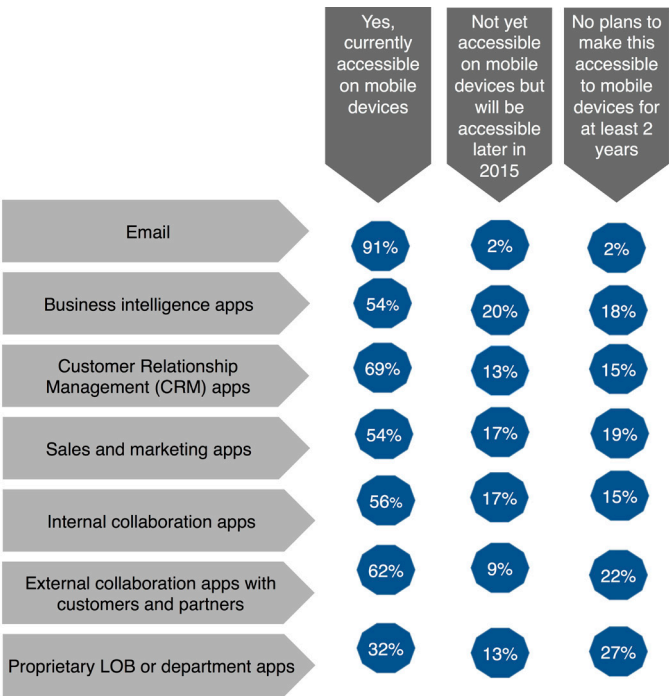 Yes,
currently
accessible
on mobile
devices
Not yet
accessible
on mobile
devices but
will be
accessible
later in
2015
No plans to
make this
accessible
to mobile
devices for
at least 2
years
Email
91%
2%
2%
Business intelligence apps
54%
20%
18%
Customer Relationship
Management (CRM) apps
69%
13%
15%
Sales and marketing apps
54%
17%
19%
Internal collaboration apps
56%
17%
15%
External collaboration apps with
customers and partners
62%
9%
22%
Proprietary LOB or department apps
32%
13%
27%